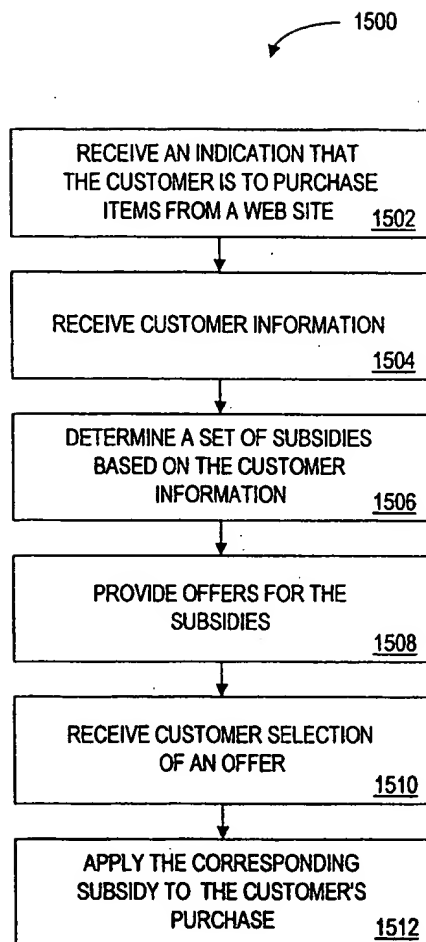 1500
RECEIVE AN INDICATION THAT
THE CUSTOMER IS TO PURCHASE
ITEMS FROM A WEB SITE
1502
RECEIVE CUSTOMER INFORMATION
1504
DETERMINE A SET OF SUBSIDIES
BASED ON THE CUSTOMER
INFORMATION
1506
PROVIDE OFFERS FOR THE
SUBSIDIES
1508
RECEIVE CUSTOMER SELECTION
OF AN OFFER
1510
APPLY THE CORRESPONDING
SUBSIDY TO THE CUSTOMER'S
PURCHASE
1512